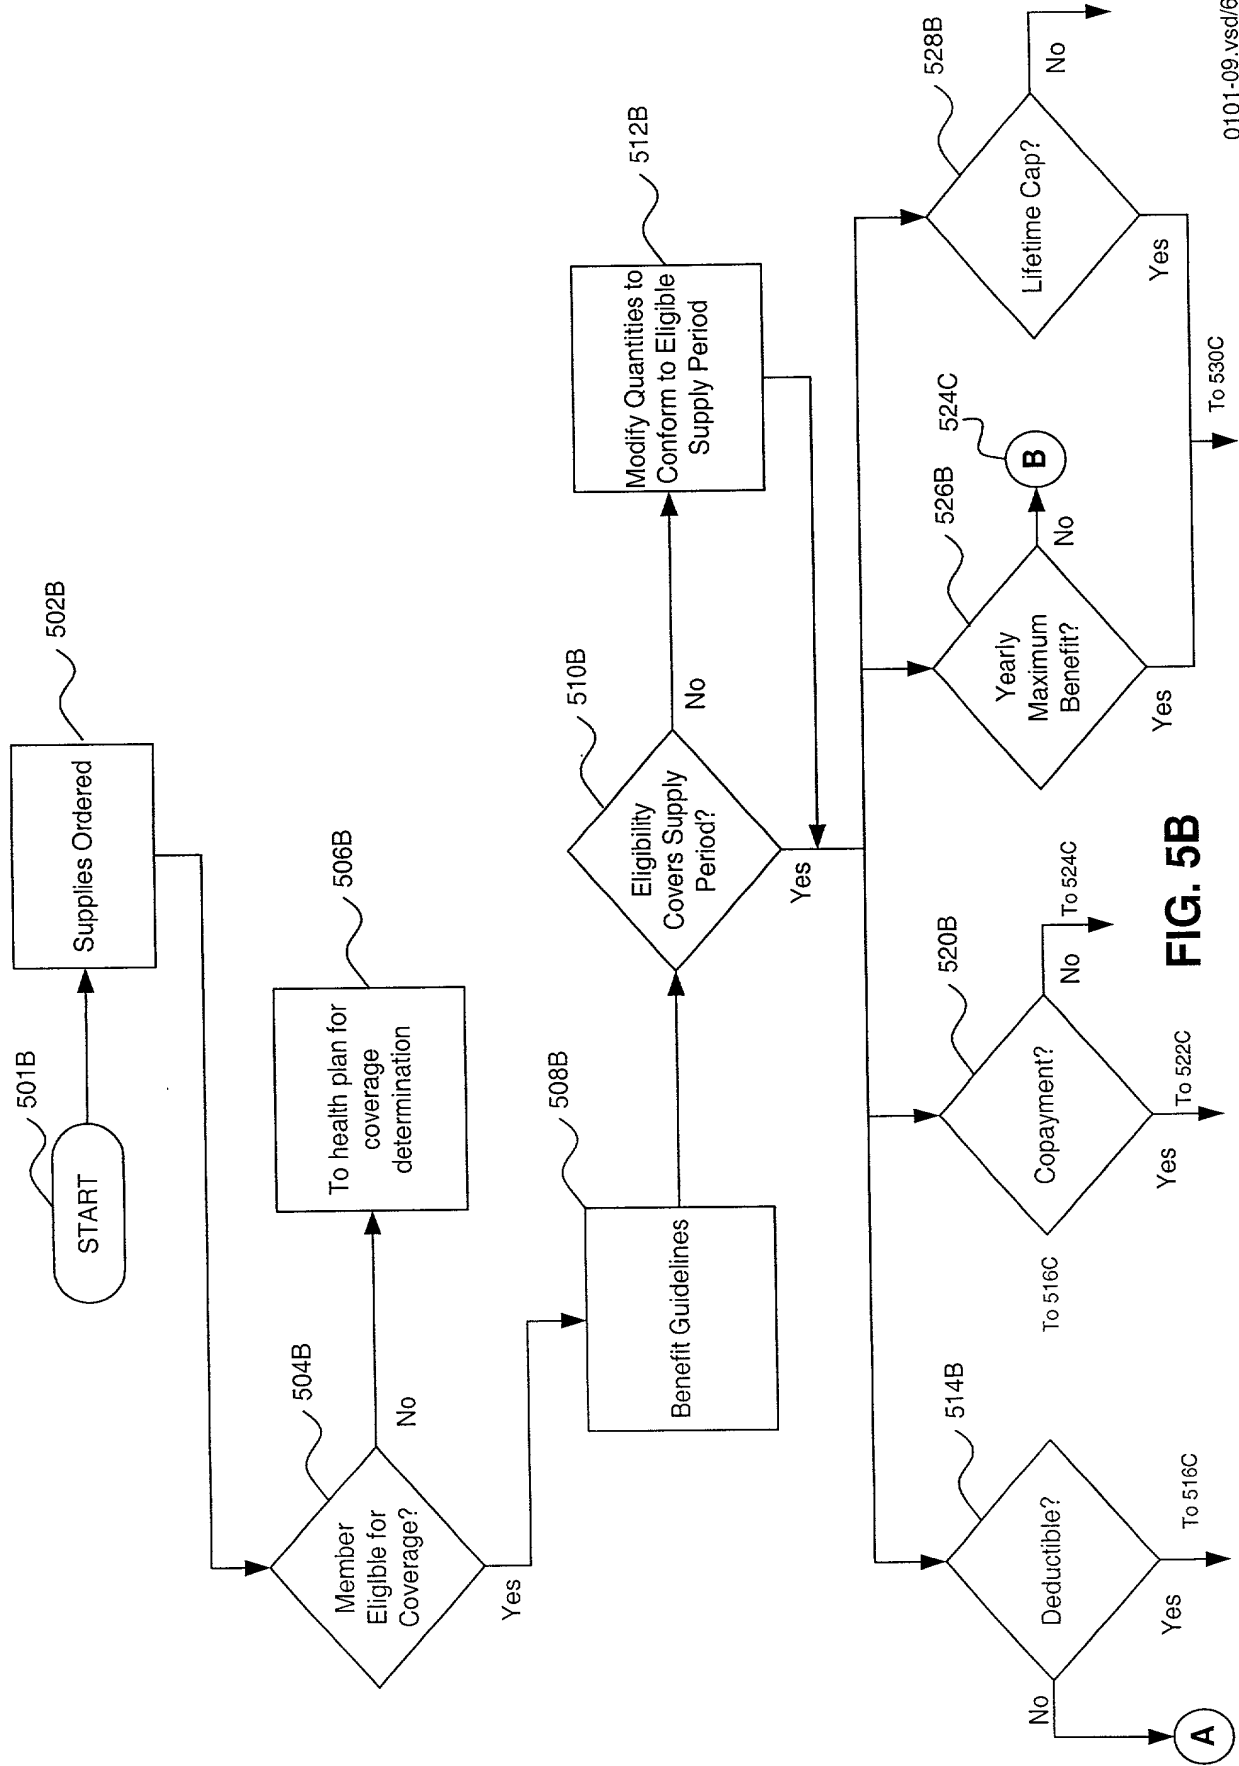 501B
START
502B
Supplies Ordered
504B
Member
Eligible for
Coverage?
No
Yes
506B
To health plan for
coverage
determination
508B
Benefit Guidelines
510B
Eligibility
Covers Supply
Period?
No
Yes
512B
Modify Quantities to
Conform to Eligible
Supply Period
514B
Deductible?
No
A
Yes
To 516C
To 516C
520B
Copayment?
No
To 524C
Yes
To 522C
526B
Yearly
Maximum
Benefit?
No
524C
B
Yes
528B
Lifetime Cap?
No
Yes
To 530C
FIG. 5B
0101-09.vsd/6